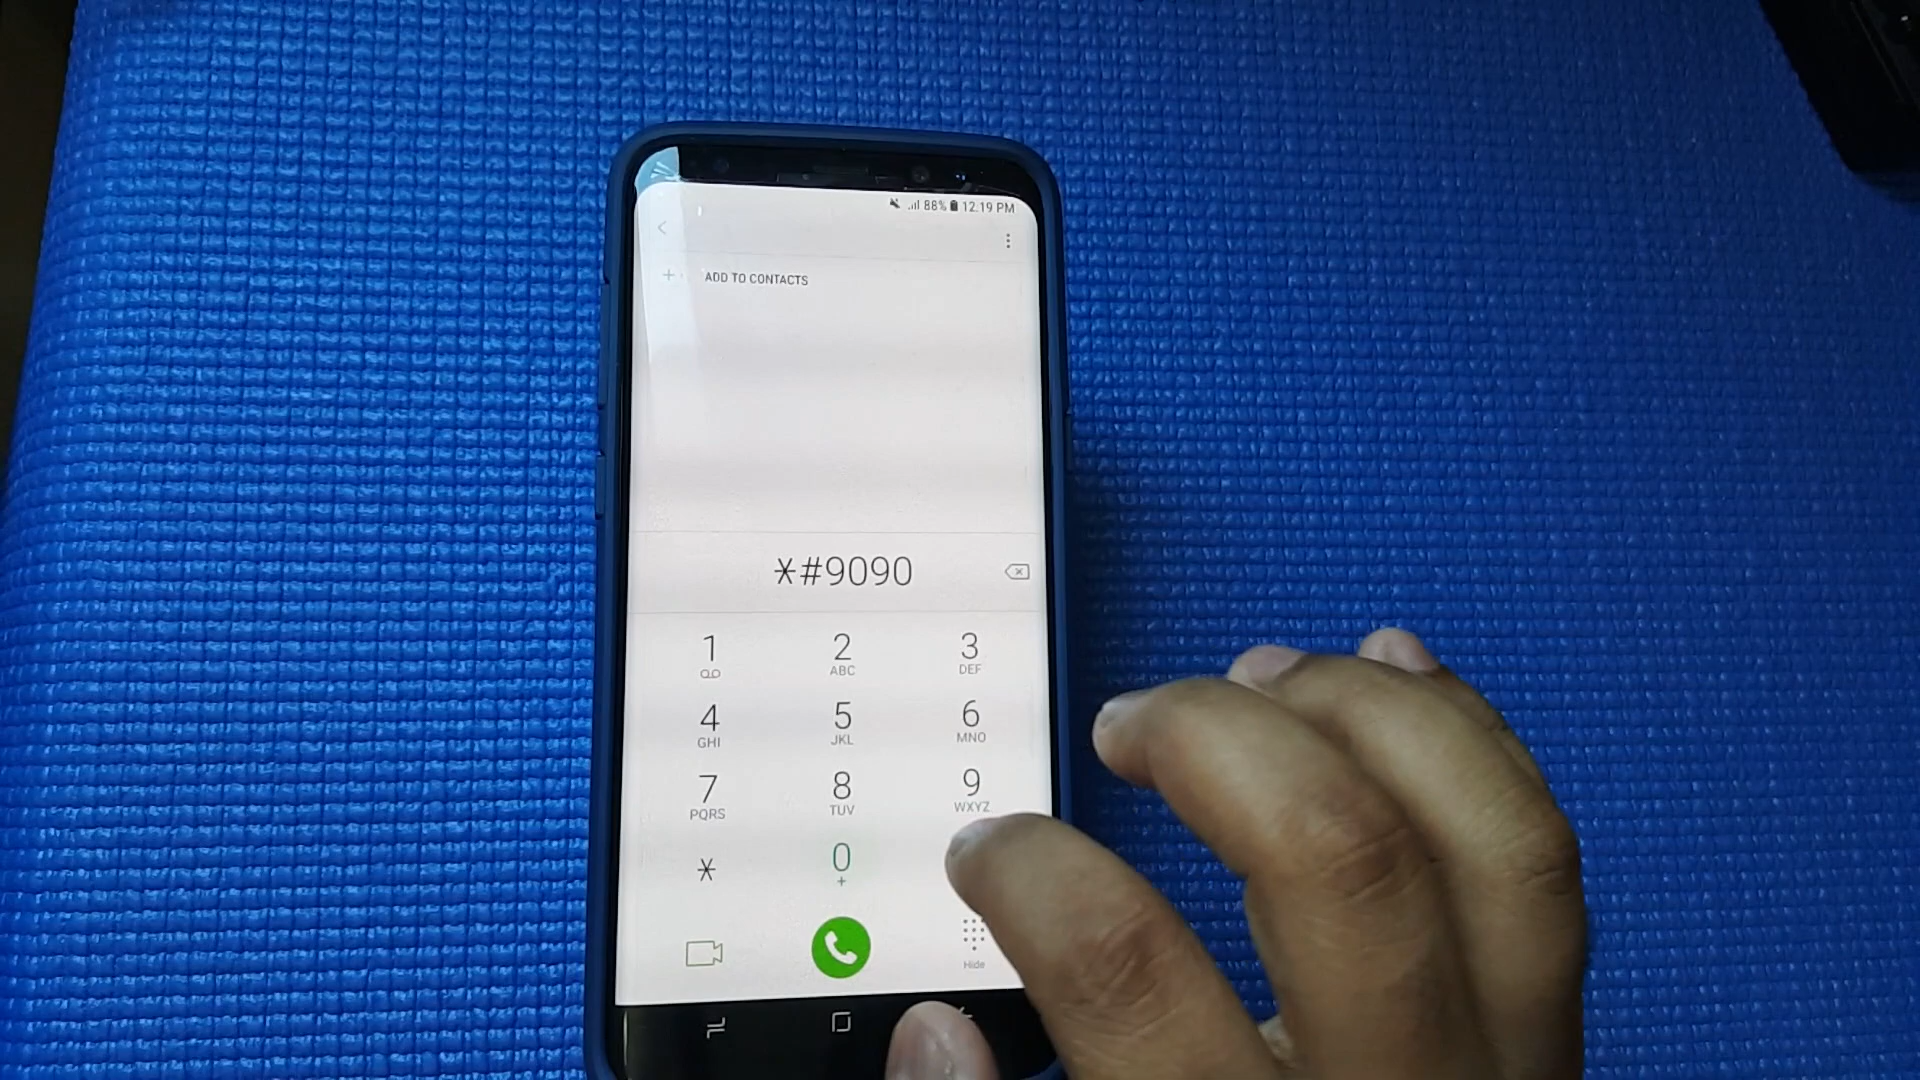 88% 12.19 PM
ADD TO CONTACTS
*#9090
1 2 3
ABC DEF
4 5 6
GHI JKL MNO
7 8 9
PQRS TUV WXYZ
* 0
+
Hide